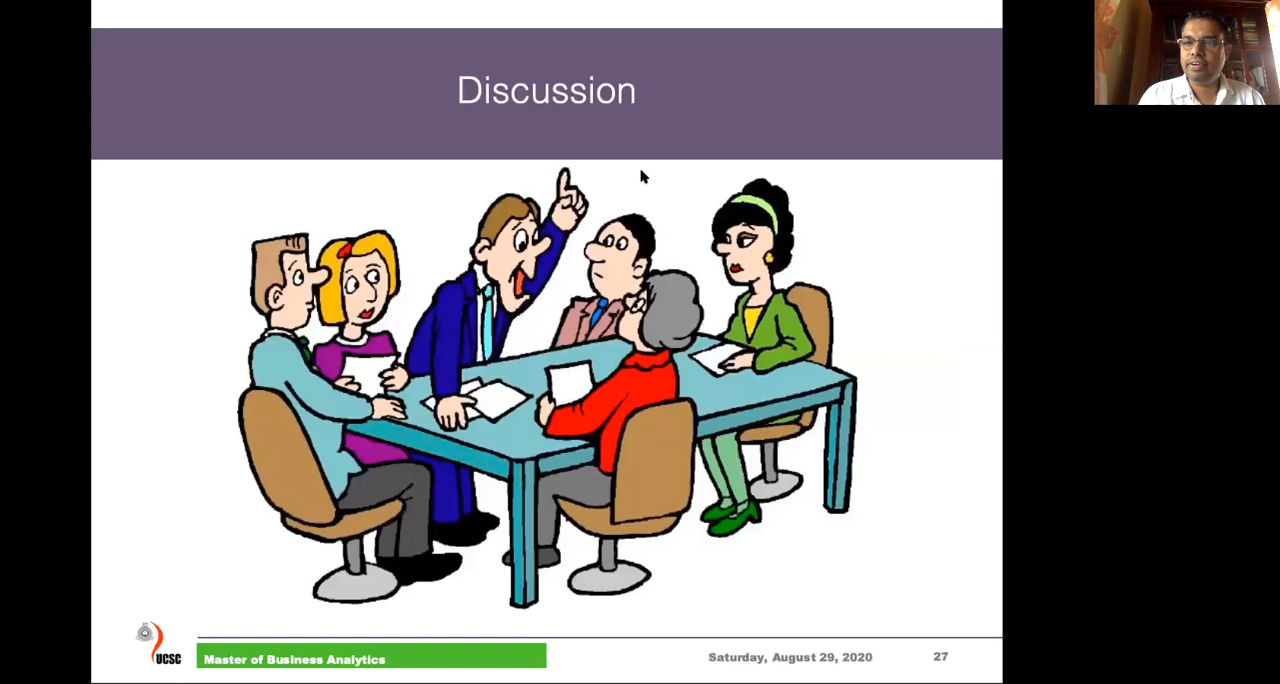 Discussion
UCSC
Master of Business Analytics
Saturday, August 29, 2020
27